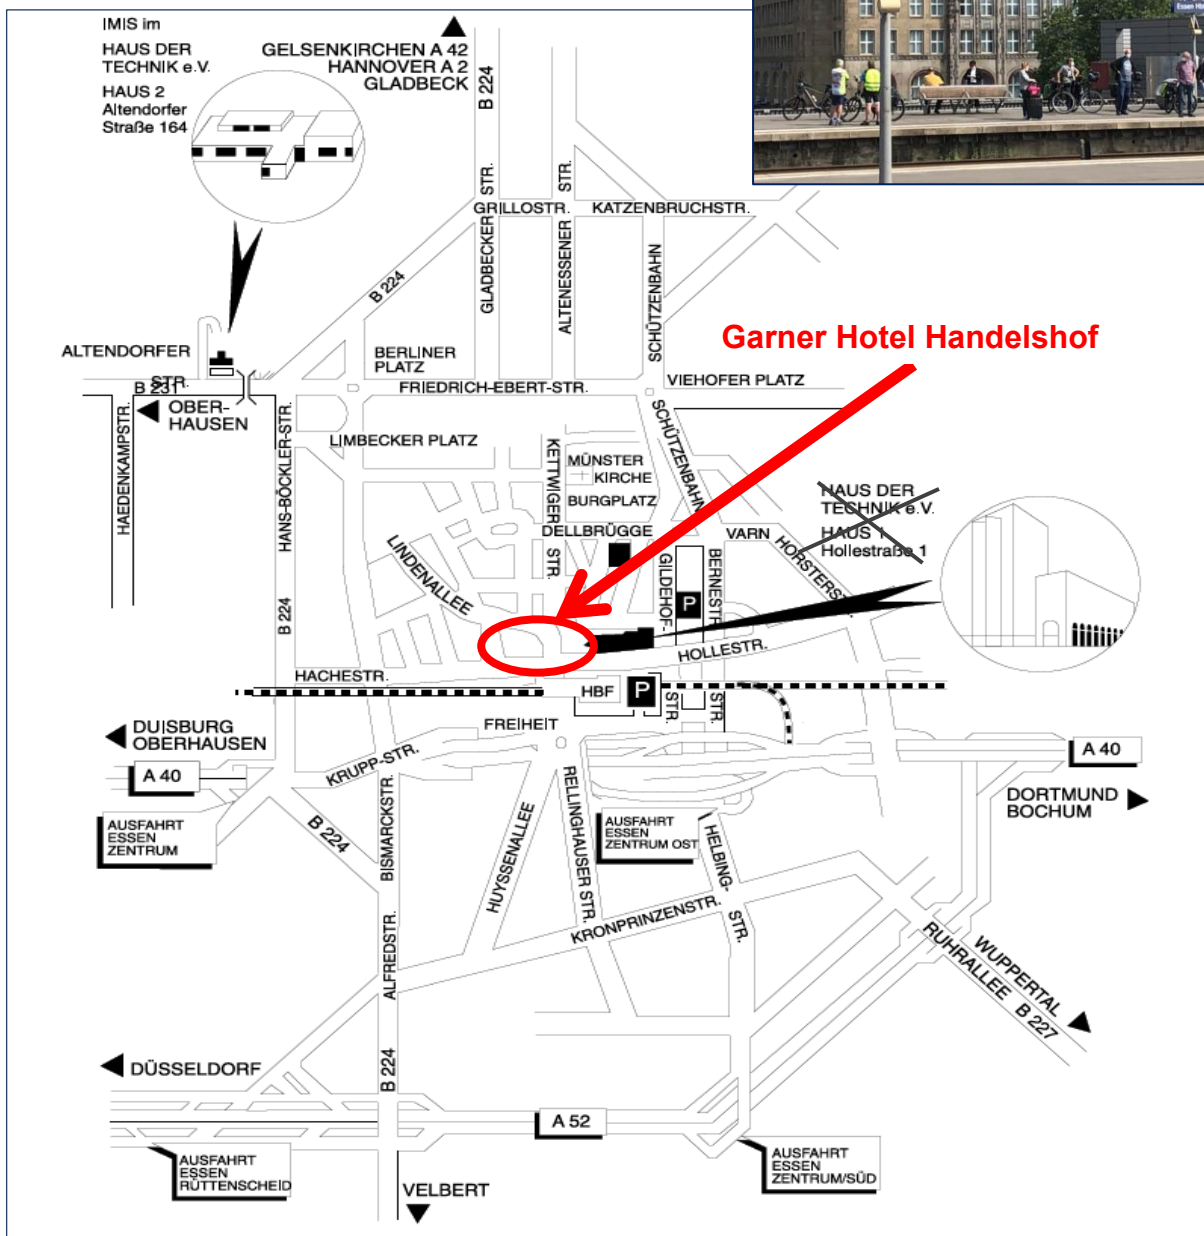 IMIS im
HAUS DER
TECHNIK e.V.
HAUS 2
Altendorfer
Straße 164
GELSENKIRCHEN A 42
HANNOVER A 2
GLADBECK
B 224
Essen
GRILLOSTR.
KATZENBRUCHSTR.
GLADBECKER STR.
ALTENESSENER STR.
SCHÜTZENBAHN
B 224
Garner Hotel Handelshof
ALTENDORFER
STR.
B 231
BERLINER
PLATZ
FRIEDRICH-EBERT-STR.
VIEHOFER PLATZ
OBER-
HAUSEN
HAEDENKAMPSTR.
HANS-BÖCKLER-STR.
B 224
LIMBECKER PLATZ
KETTWIGER
STR.
MÜNSTER
KIRCHE
BURGPLATZ
DELLBRÜGGE
SCHÜTZENBAHN
VARN
HORSTERSTR.
HAUS DER
TECHNIK e.V.
HAUS 1
Hollestraße 1
LINDENALLEE
GILDEHOF-
STR.
BERNESTR.
STR.
P
HOLLESTR.
HACHESTR.
HBF
P
FREIHEIT
DUISBURG
OBERHAUSEN
A 40
KRUPP-STR.
A 40
DORTMUND
BOCHUM
AUSFAHRT
ESSEN
ZENTRUM
B 224
BISMARCKSTR.
HUYSSENALLEE
RELLINGHAUSER STR.
AUSFAHRT
ESSEN
ZENTRUM OST
HELBING-
STR.
KRONPRINZENSTR.
ALFREDSTR.
RUHRALLEE B 227
WUPPERTAL
DÜSSELDORF
B 224
A 52
AUSFAHRT
ESSEN
RÜTTENSCHEID
AUSFAHRT
ESSEN
ZENTRUM/SÜD
VELBERT